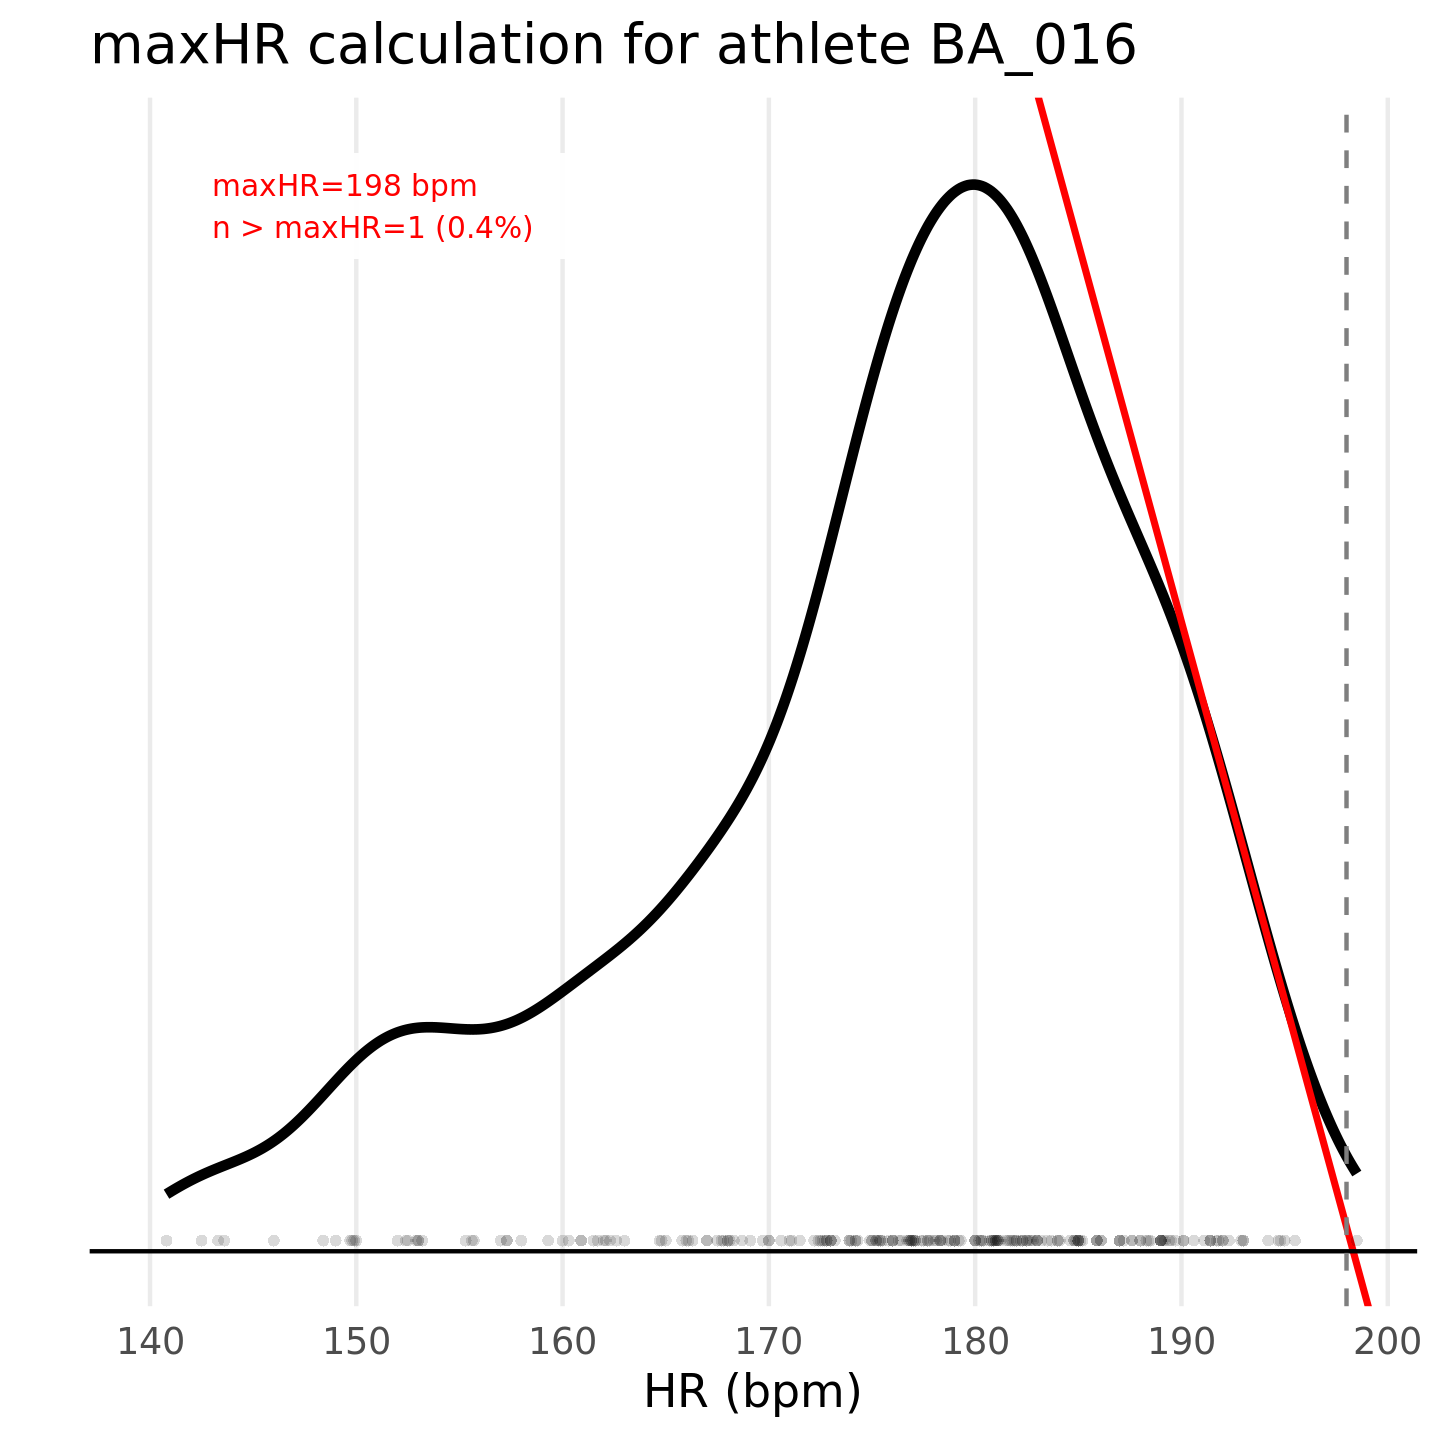 maxHR calculation for athlete BA_016
maxHR=198 bpm
n > maxHR=1 (0.4%)
140 150 160 170 180 190 200
HR (bpm)